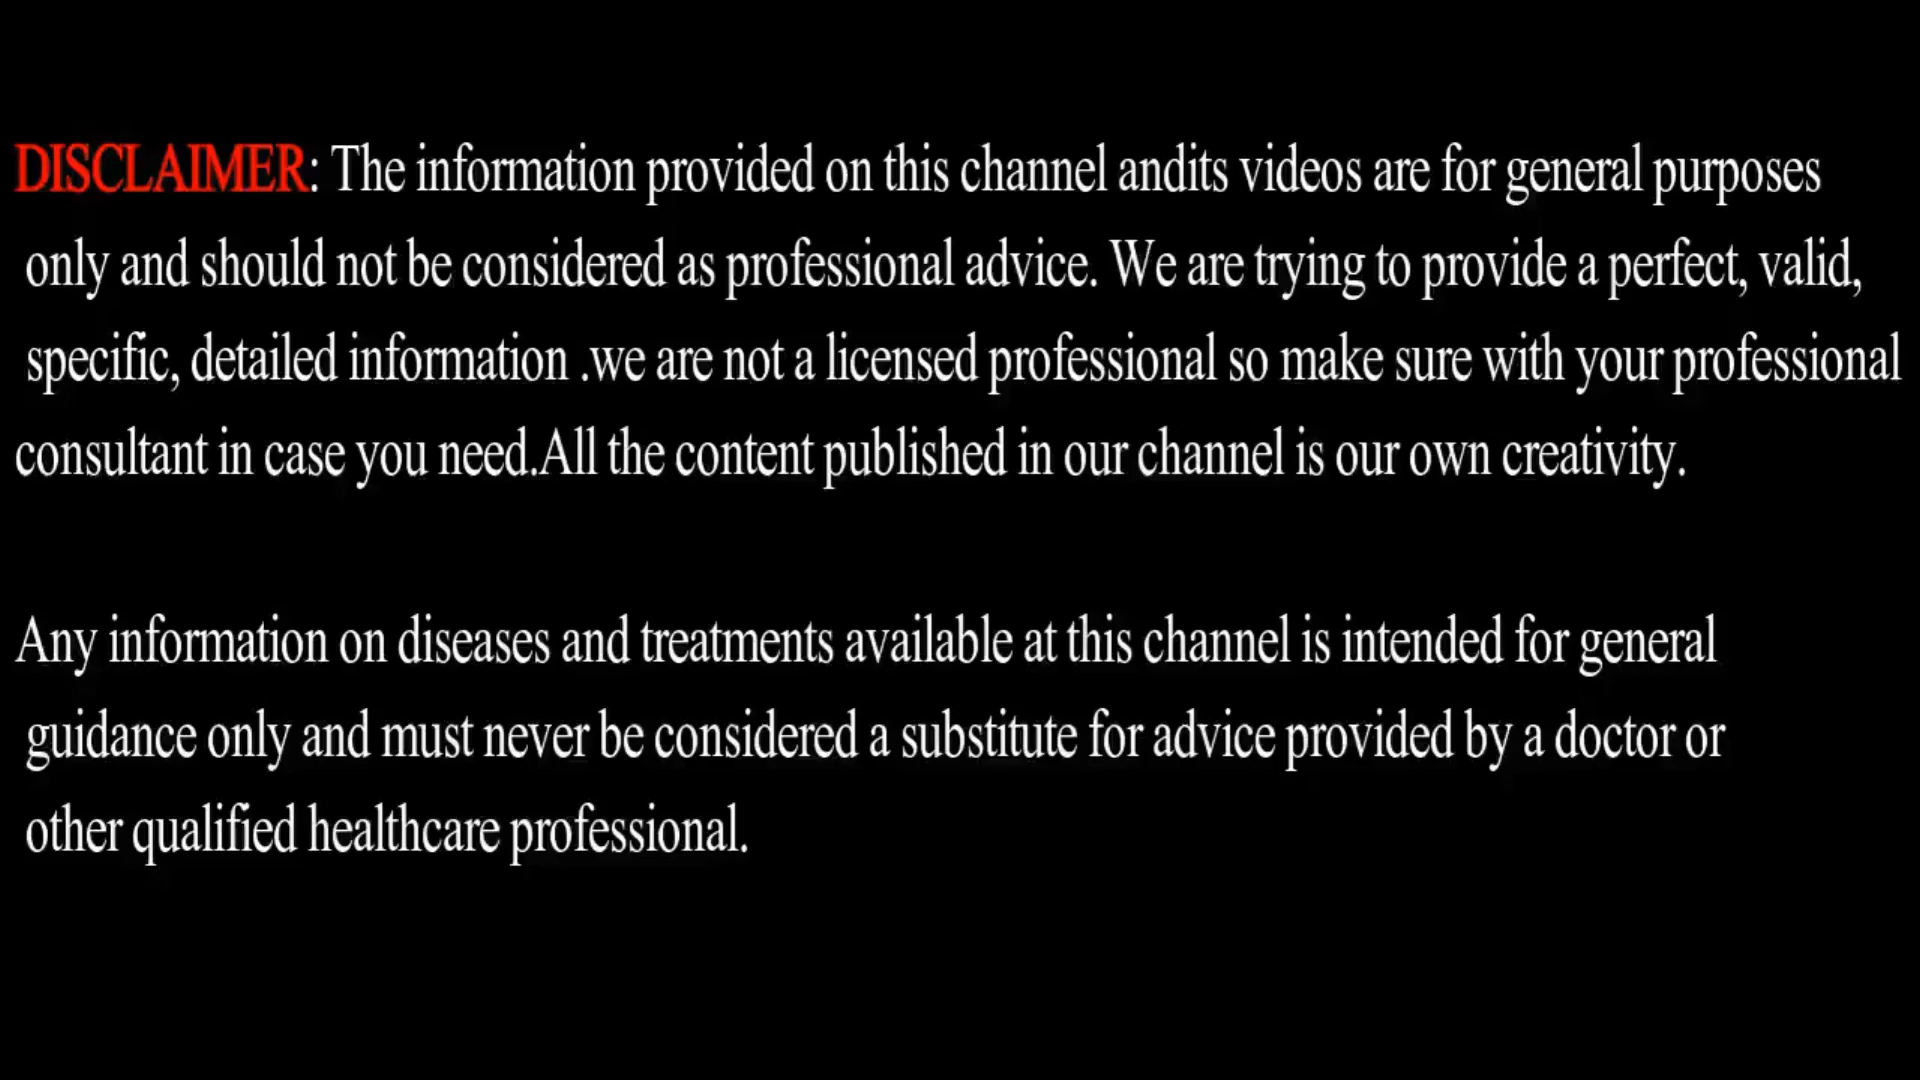 DISCLAIMER: The information provided on this channel andits videos are for general purposes
only and should not be considered as professional advice. We are trying to provide a perfect, valid,
specific, detailed information .we are not a licensed professional so make sure with your professional
consultant in case you need.All the content published in our channel is our own creativity.
Any information on diseases and treatments available at this channel is intended for general
guidance only and must never be considered a substitute for advice provided by a doctor or
other qualified healthcare professional.